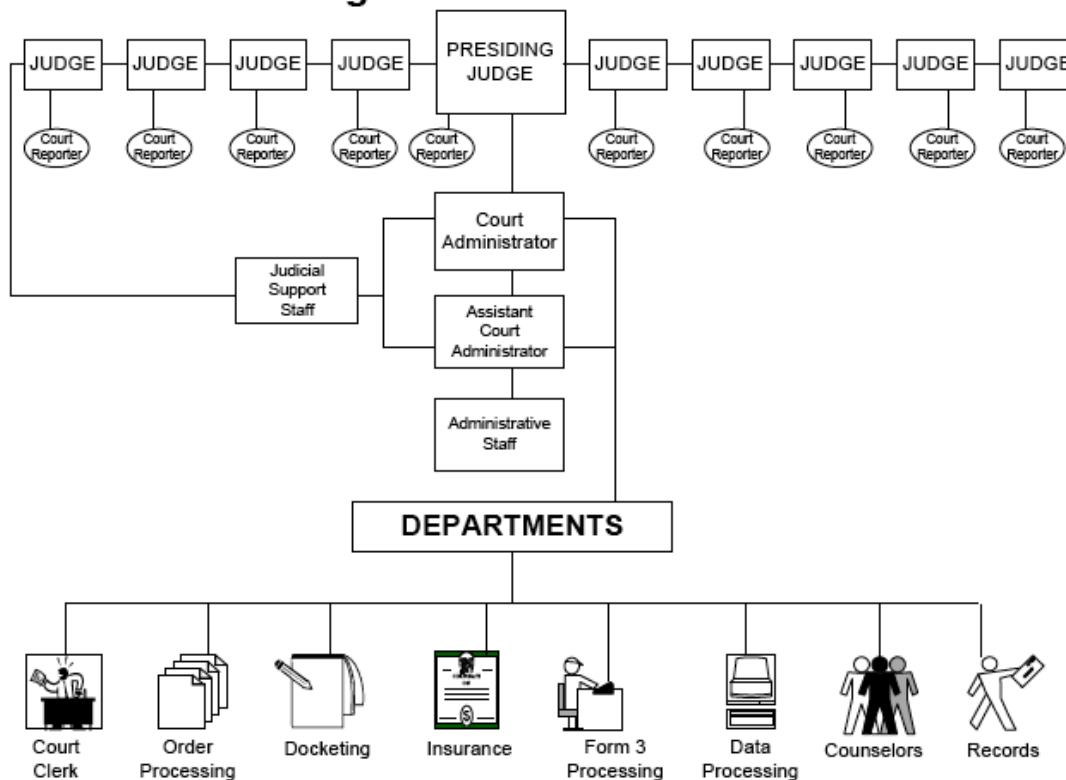 JUDGE
JUDGE
JUDGE
JUDGE
PRESIDING
JUDGE
JUDGE
JUDGE
JUDGE
JUDGE
JUDGE
Court
Reporter
Court
Reporter
Court
Reporter
Court
Reporter
Court
Reporter
Court
Reporter
Court
Reporter
Court
Reporter
Court
Reporter
Court
Reporter
Court
Administrator
Judicial
Support
Staff
Assistant
Court
Administrator
Administrative
Staff
DEPARTMENTS
Court
Clerk
Order
Processing
Docketing
Insurance
Form 3
Processing
Data
Processing
Counselors
Records